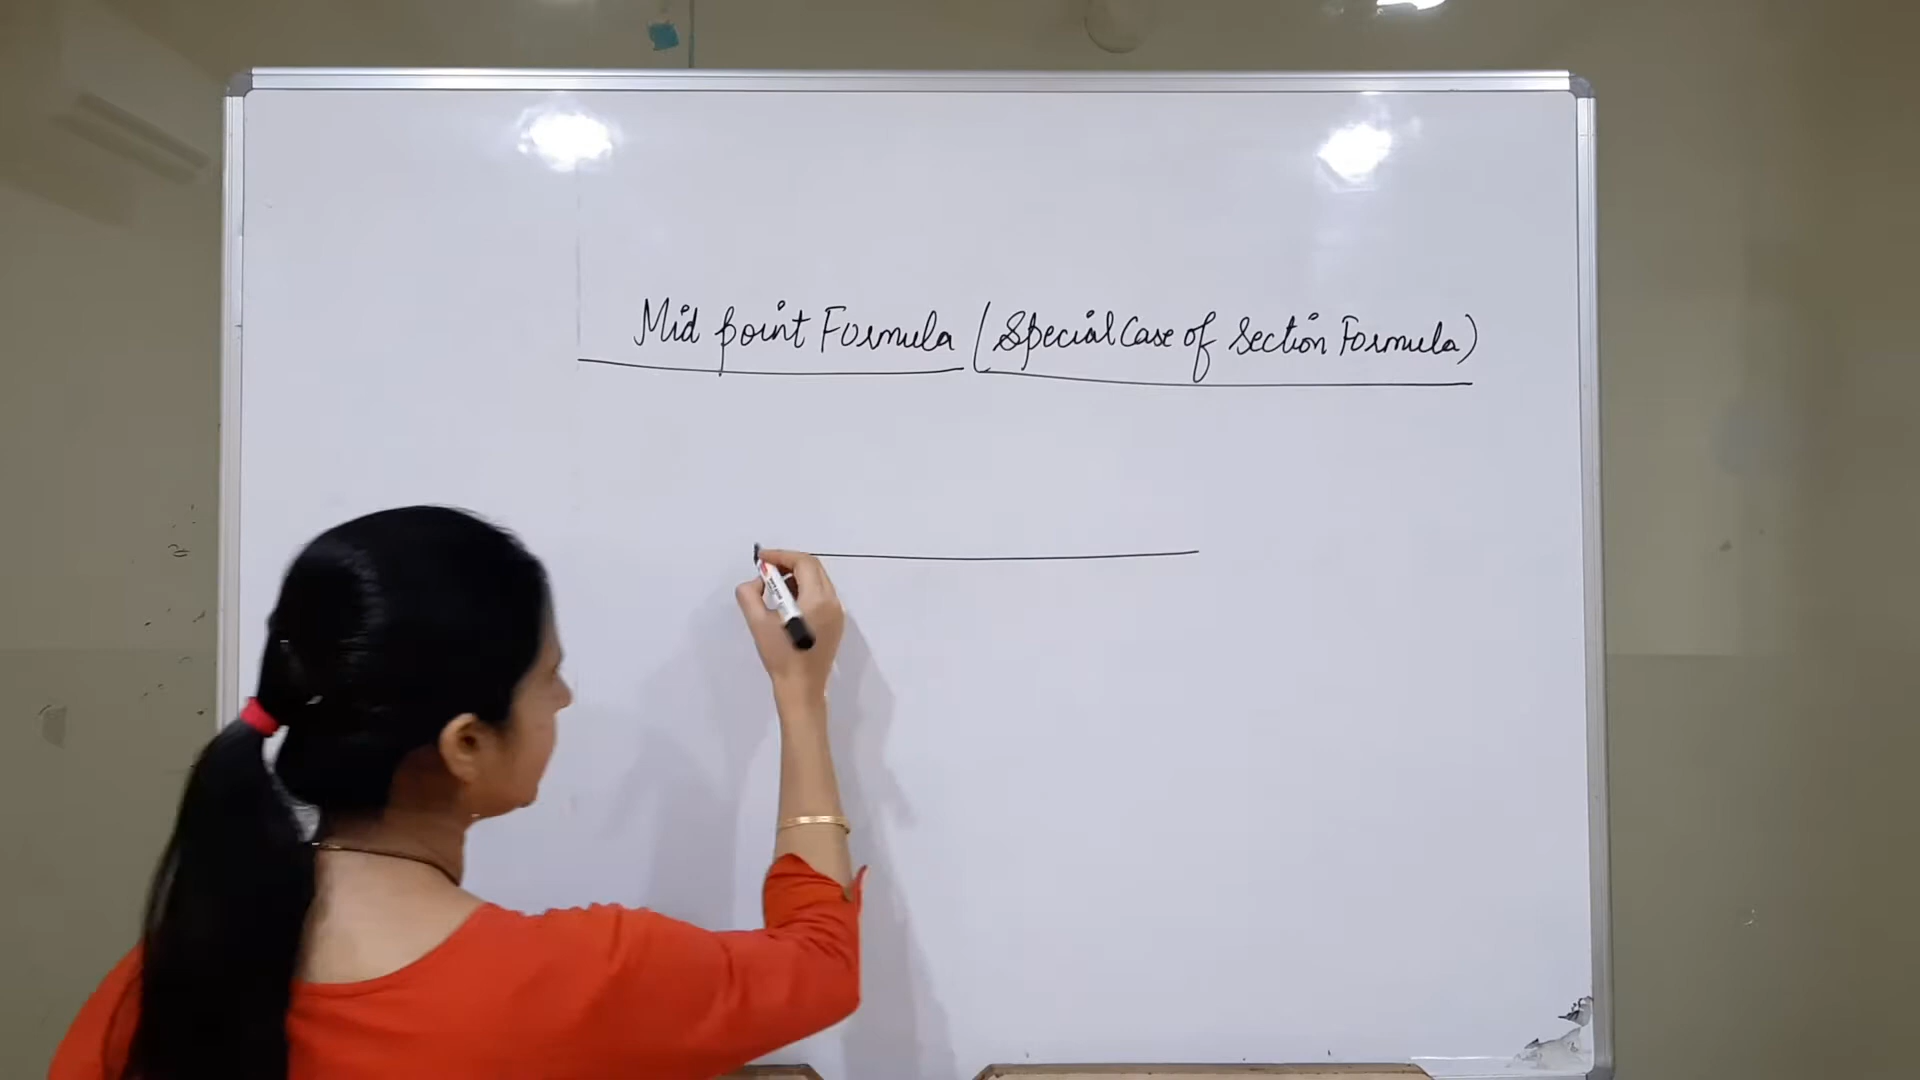 Mid point Formula (Special Case of Section Formula)